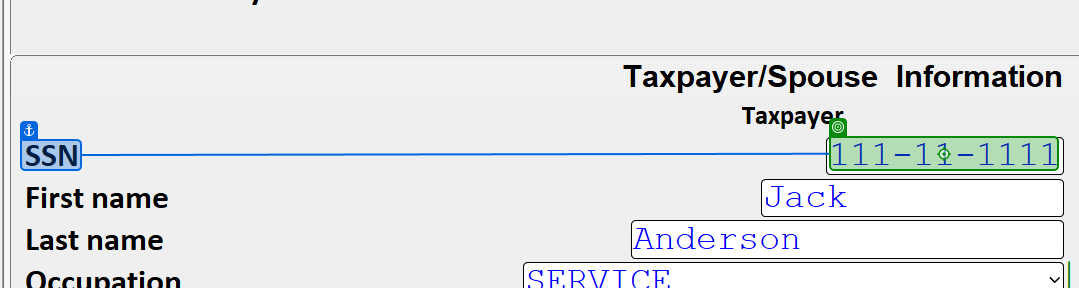 Taxpayer/Spouse Information
Taxpayer
SSN 111-11-1111
First name Jack
Last name Anderson
Occupation SERVICE